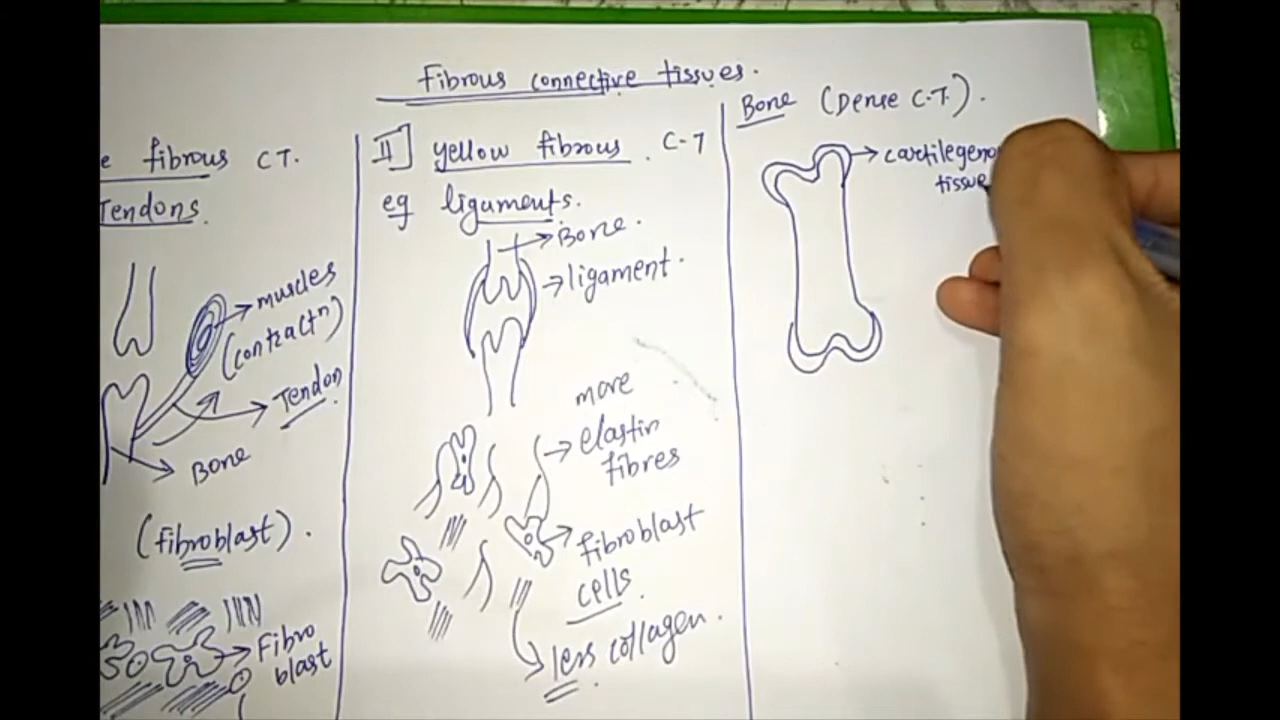 Fibrous connective tissues.
e fibrous C T.
Tendons.
muscles
(contractn)
Tendon
Bone
(fibroblast).
Fibro
blast
II] yellow fibrous. C-T
eg ligaments.
Bone.
ligament.
more
elastin
fibres
fibroblast
cells.
less collagen.
Bone (Dense C.T.).
cartilegeno
tissue